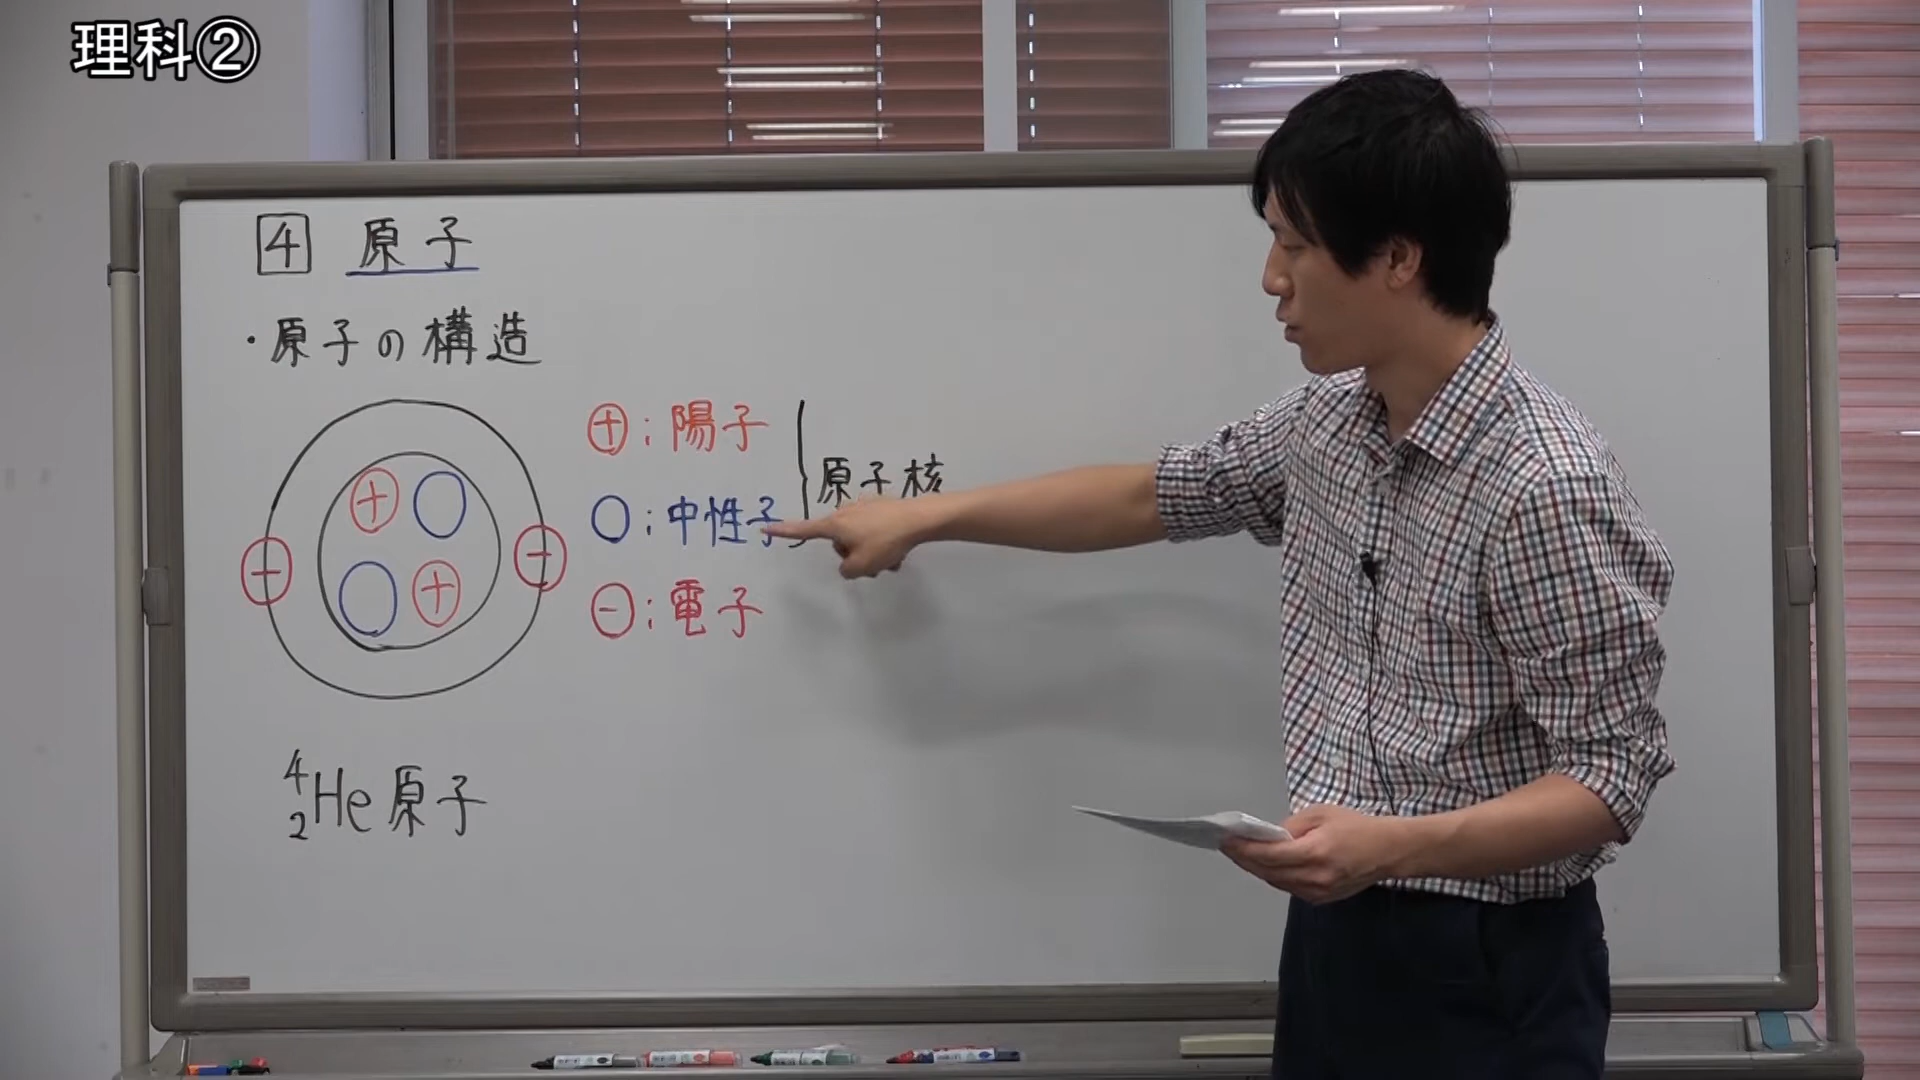 理科②
4 原子
・原子の構造
⊕:陽子
○:中性子
原子核
⊖:電子
+
+
−
−
4
2He原子